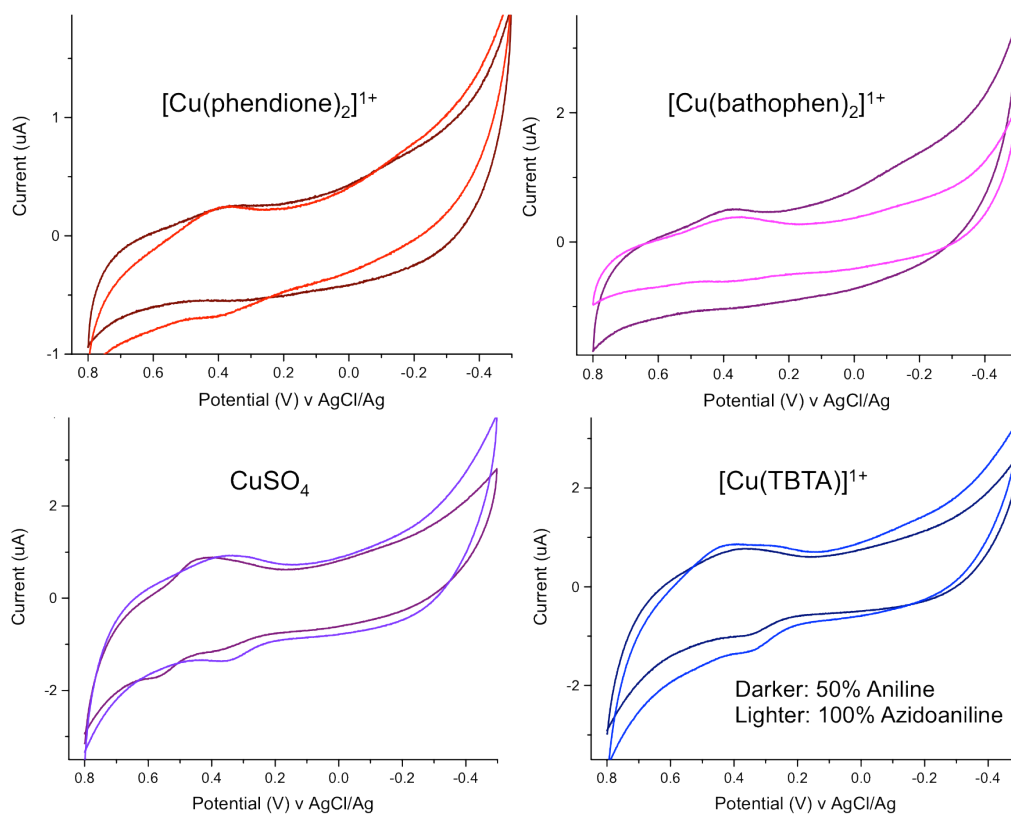 [Cu(phendione)2]1+
Current (uA)
1
0
-1
0.8 0.6 0.4 0.2 0.0 -0.2 -0.4
Potential (V) v AgCl/Ag
[Cu(bathophen)2]1+
Current (uA)
2
0
0.8 0.6 0.4 0.2 0.0 -0.2 -0.4
Potential (V) v AgCl/Ag
CuSO4
Current (uA)
2
0
-2
0.8 0.6 0.4 0.2 0.0 -0.2 -0.4
Potential (V) v AgCl/Ag
[Cu(TBTA)]1+
Current (uA)
2
0
-2
Darker: 50% Aniline
Lighter: 100% Azidoaniline
0.8 0.6 0.4 0.2 0.0 -0.2 -0.4
Potential (V) v AgCl/Ag